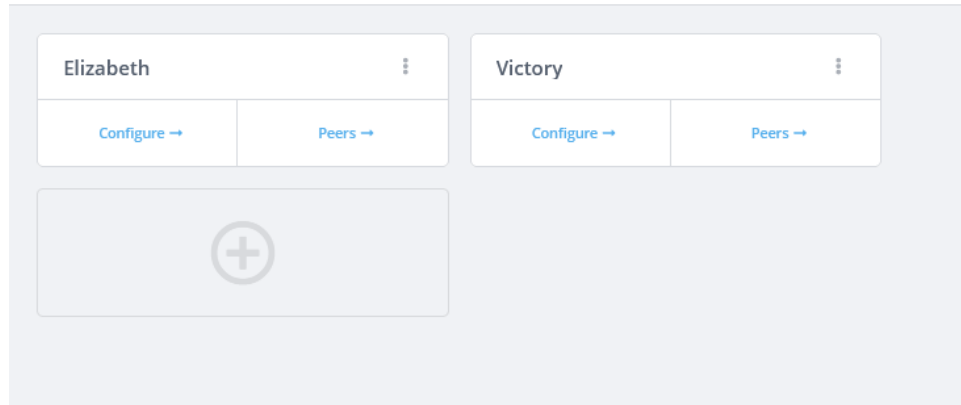 Elizabeth
Victory
Configure → Peers →
Configure → Peers →